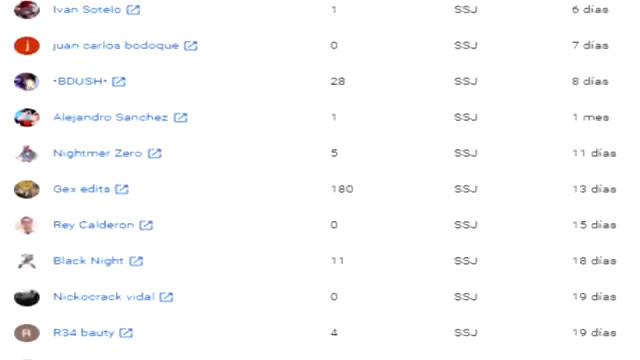 Ivan Sotelo 1 SSJ 6 días
j juan carlos bodoque 0 SSJ 7 días
•BDUSH• 28 SSJ 8 días
Alejandro Sanchez 1 SSJ 1 mes
Nightmer Zero 5 SSJ 11 días
Gex edits 180 SSJ 13 días
Rey Calderon 0 SSJ 15 días
Black Night 11 SSJ 18 días
Nickocrack vidal 0 SSJ 19 días
R R34 bauty 4 SSJ 19 días